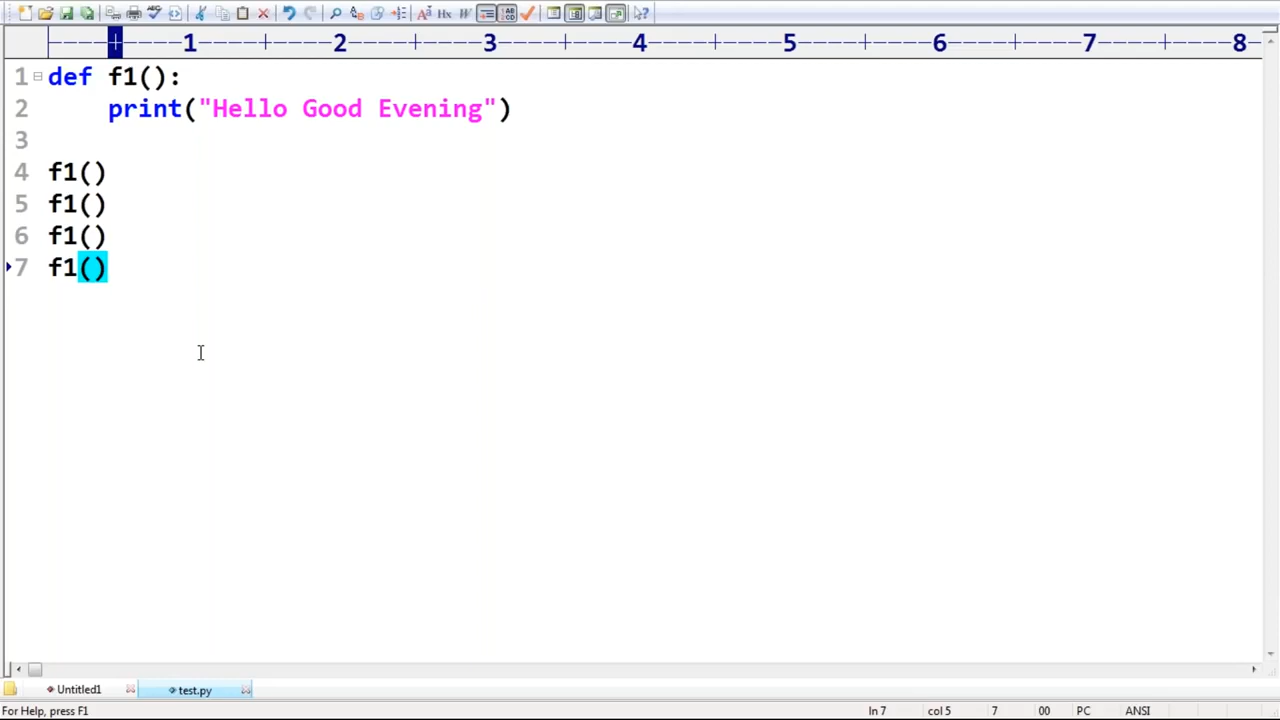 1 2 3 4 5 6 7 8
1 def f1():
2 print("Hello Good Evening")
3
4 f1()
5 f1()
6 f1()
7 f1()
Untitled1 test.py
For Help, press F1 ln 7 col 5 7 00 PC ANSI